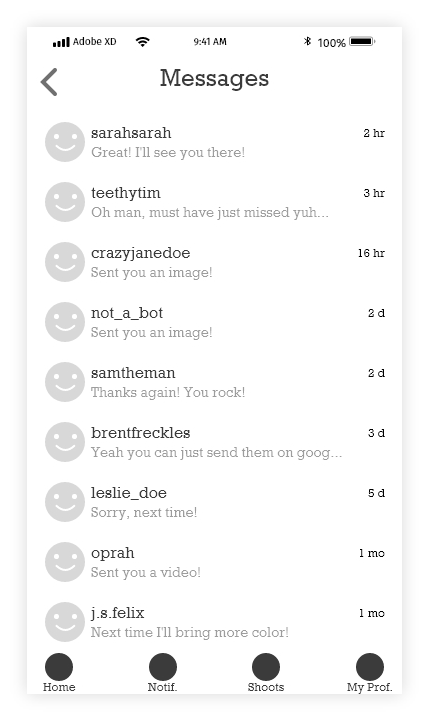 Adobe XD 9:41 AM 100%
Messages
sarahsarah 2 hr
Great! I'll see you there!
teethytim 3 hr
Oh man, must have just missed yuh...
crazyjanedoe 16 hr
Sent you an image!
not_a_bot 2 d
Sent you an image!
samtheman 2 d
Thanks again! You rock!
brentfreckles 3 d
Yeah you can just send them on goog...
leslie_doe 5 d
Sorry, next time!
oprah 1 mo
Sent you a video!
j.s.felix 1 mo
Next time I'll bring more color!
Home Notif. Shoots My Prof.